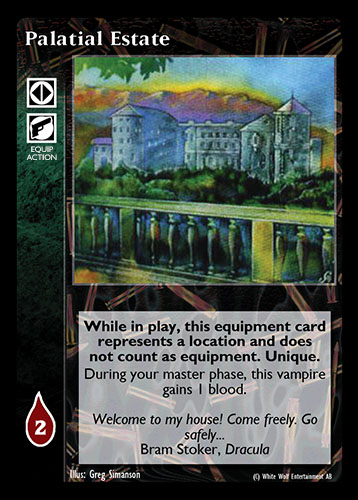 Palatial Estate
EQUIP
ACTION
While in play, this equipment card
represents a location and does
not count as equipment. Unique.
During your master phase, this vampire
gains 1 blood.
Welcome to my house! Come freely. Go
safely...
Bram Stoker, Dracula
2
Illus: Greg Simanson
(C) White Wolf Entertainment AB